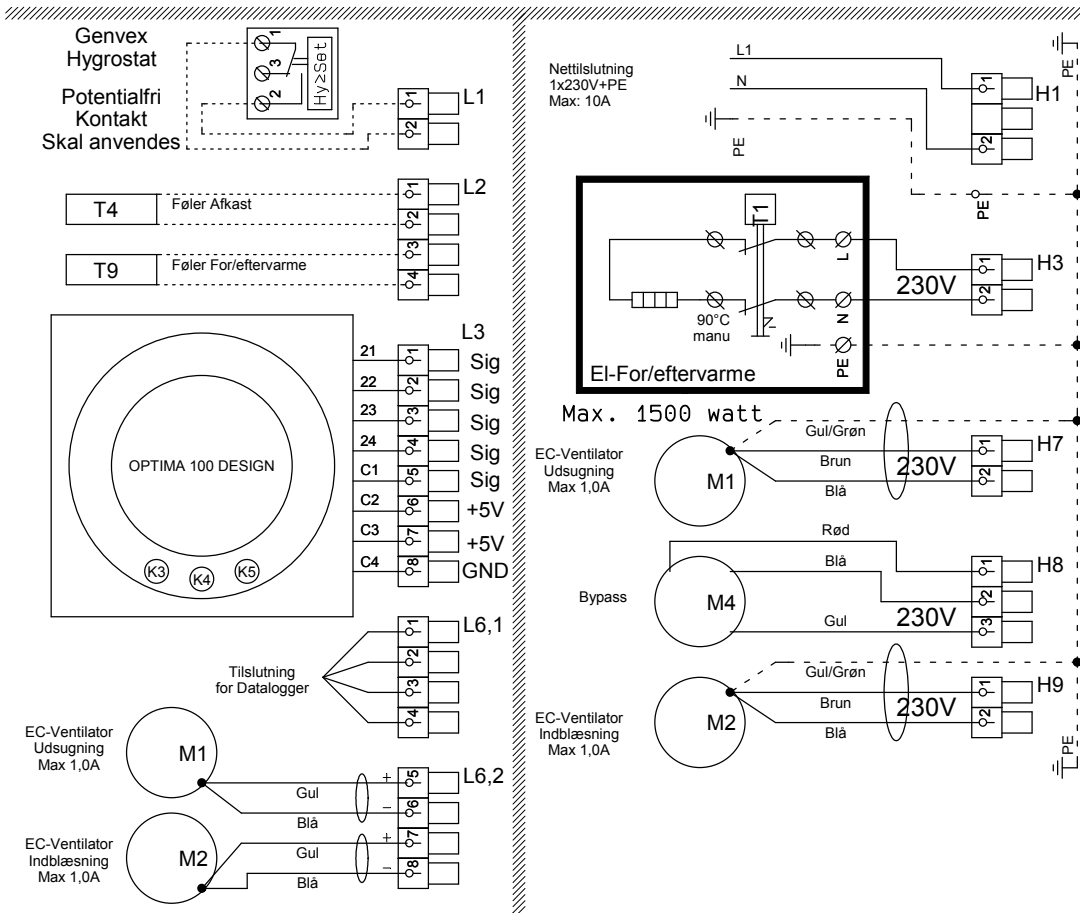 Genvex
Hygrostat
Potentialfri
Kontakt
Skal anvendes
1
3
2
Hy≥Set
1
2
L1
T4
Føler Afkast
T9
Føler For/eftervarme
1
2
3
4
L2
OPTIMA 100 DESIGN
K3
K4
K5
L3
21
1
Sig
22
2
Sig
23
3
Sig
24
4
Sig
C1
5
Sig
C2
6
+5V
C3
7
+5V
C4
8
GND
Tilslutning
for Datalogger
1
2
3
4
L6,1
EC-Ventilator
Udsugning
Max 1,0A
M1
Gul
Blå
+
-
5
6
L6,2
EC-Ventilator
Indblæsning
Max 1,0A
M2
Gul
Blå
+
-
7
8
Nettilslutning
1x230V+PE
Max: 10A
L1
N
PE
1
2
H1
PE
PE
T1
L
N
PE
90°C
manu
El-For/eftervarme
Max. 1500 watt
230V
1
2
H3
EC-Ventilator
Udsugning
Max 1,0A
M1
Gul/Grøn
Brun
Blå
230V
1
2
H7
Bypass
M4
Rød
Blå
Gul
230V
1
2
3
H8
EC-Ventilator
Indblæsning
Max 1,0A
M2
Gul/Grøn
Brun
Blå
230V
1
2
H9
PE